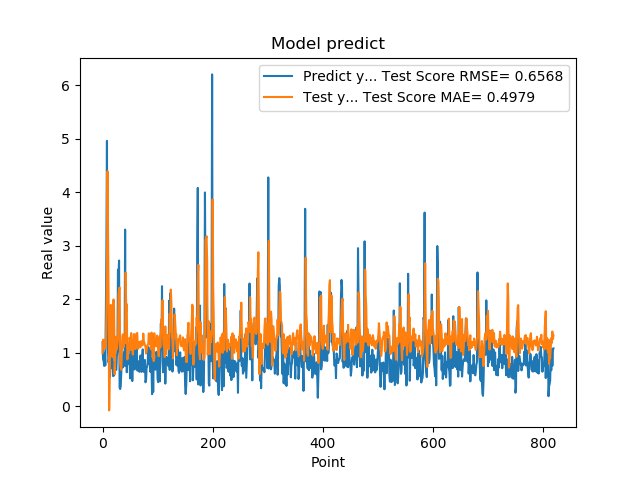 Model predict
Predict y... Test Score RMSE= 0.6568
Test y... Test Score MAE= 0.4979
6
5
4
3
2
1
0
Real value
0 200 400 600 800
Point